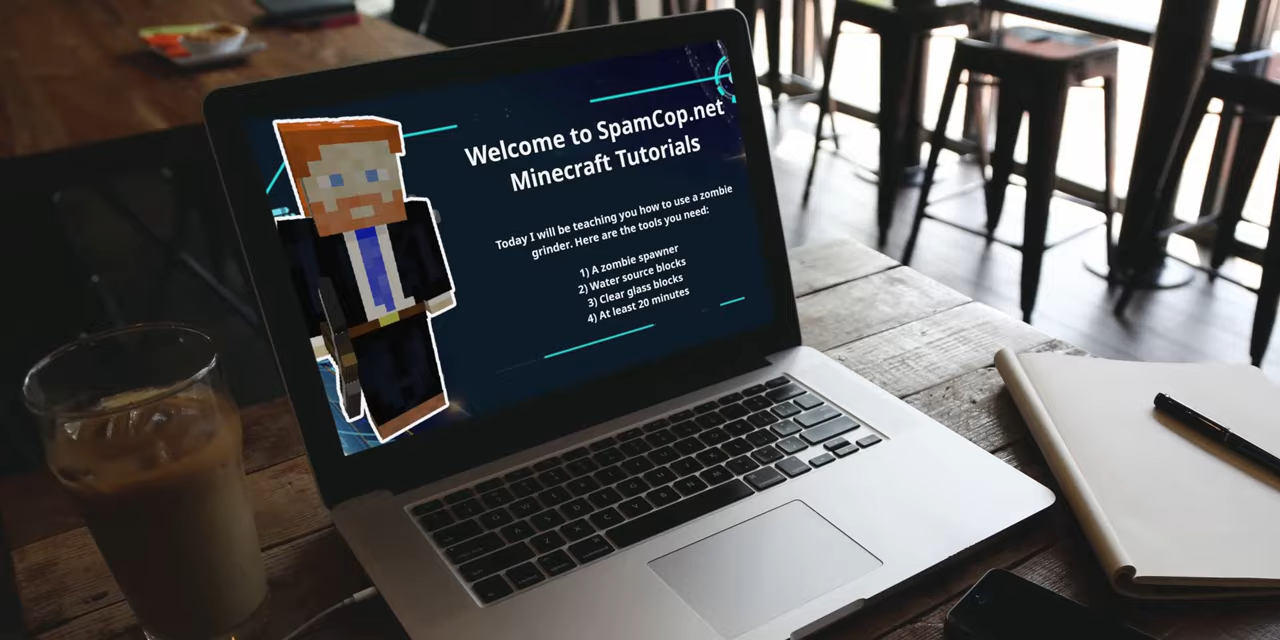 Welcome to SpamCop.net
Minecraft Tutorials
Today I will be teaching you how to use a zombie
grinder. Here are the tools you need:
1) A zombie spawner
2) Water source blocks
3) Clear glass blocks
4) At least 20 minutes